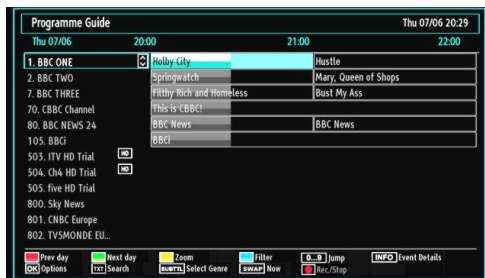 Programme Guide Thu 07/06 20:29
Thu 07/06 20:00 21:00 22:00
1. BBC ONE Holby City Hustle
2. BBC TWO Springwatch Mary, Queen of Shops
7. BBC THREE Filthy Rich and Homeless Bust My Ass
70. CBBC Channel This is CBBC!
80. BBC NEWS 24 BBC News BBC News
105. BBCi BBCi
503. ITV HD Trial HD
504. Ch4 HD Trial HD
505. five HD Trial
800. Sky News
801. CNBC Europe
802. TV5MONDE EU...
Prev day Next day Zoom Filter 0...9 Jump INFO Event Details
OK Options TXT Search SUBTTL Select Genre SWAP Now Rec/Stop